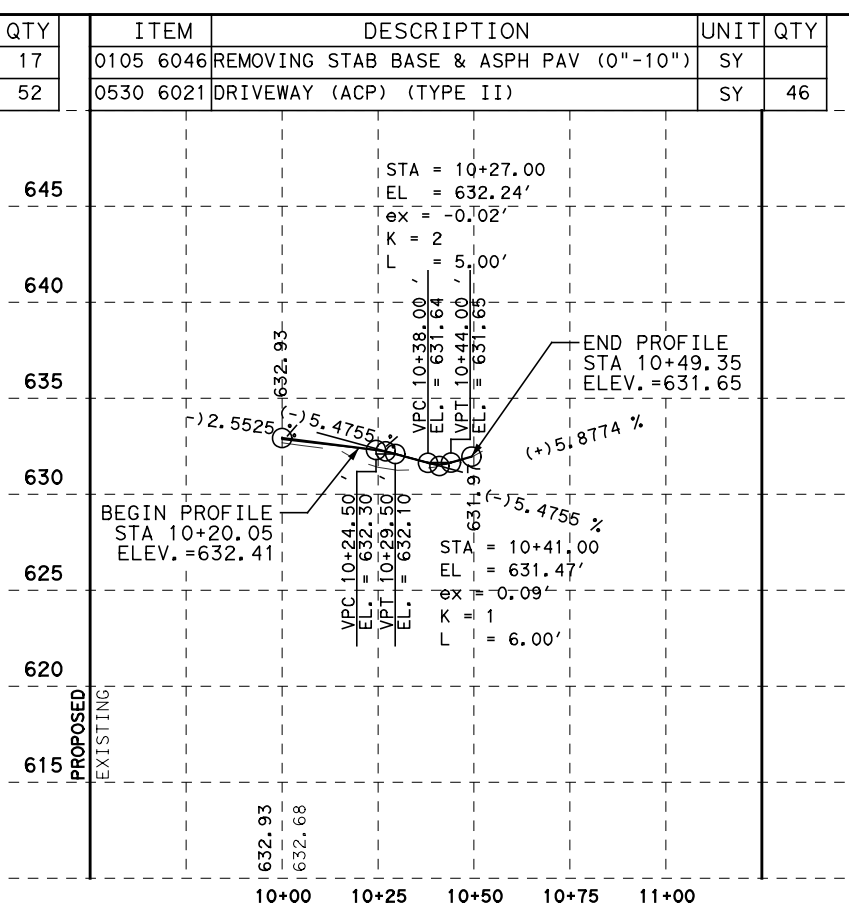 QTY ITEM DESCRIPTION UNIT QTY
17 0105 6046 REMOVING STAB BASE & ASPH PAV (0"-10") SY
52 0530 6021 DRIVEWAY (ACP) (TYPE II) SY 46
STA = 10+27.00
EL = 632.24'
ex = -0.02'
K = 2
L = 5.00'
645
640
635
630
625
620
615
632.93
-)2.5525 %
(-)5.4755 %
VPC 10+38.00 '
EL. = 631.64
VPT 10+44.00 '
EL. = 631.65
END PROFILE
STA 10+49.35
ELEV.=631.65
(+)5.8774 %
631.97
(-)5.4755 %
BEGIN PROFILE
STA 10+20.05
ELEV.=632.41
VPC 10+24.50 '
EL. = 632.30
VPT 10+29.50 '
EL. = 632.10
STA = 10+41.00
EL = 631.47'
ex = 0.09'
K = 1
L = 6.00'
PROPOSED
EXISTING
632.93
632.68
10+00 10+25 10+50 10+75 11+00